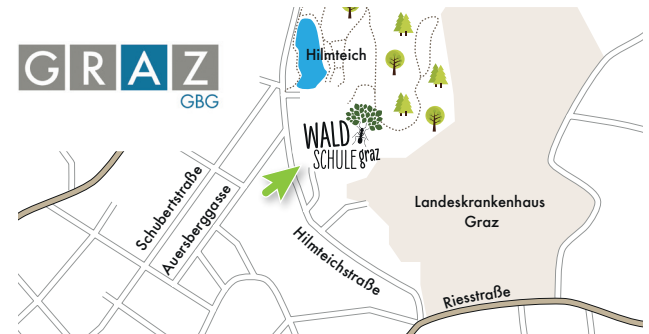 GRAZ
GBG
Hilmteich
WALD
SCHULE graz
Schubertstraße
Auersberggasse
Hilmteichstraße
Landeskrankenhaus
Graz
Riesstraße